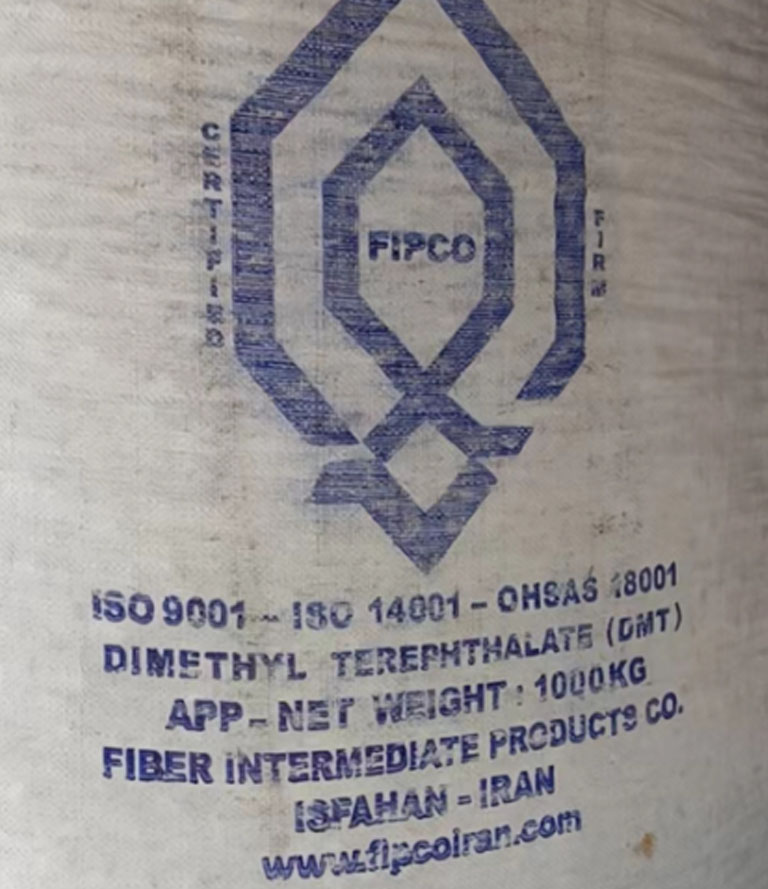 CERTIFIED
FIRM
FIPCO
ISO 9001 - ISO 14001 - OHSAS 18001
DIMETHYL TEREPHTHALATE (DMT)
APP - NET WEIGHT : 1000KG
FIBER INTERMEDIATE PRODUCTS CO.
ISFAHAN - IRAN
www.fipcoiran.com